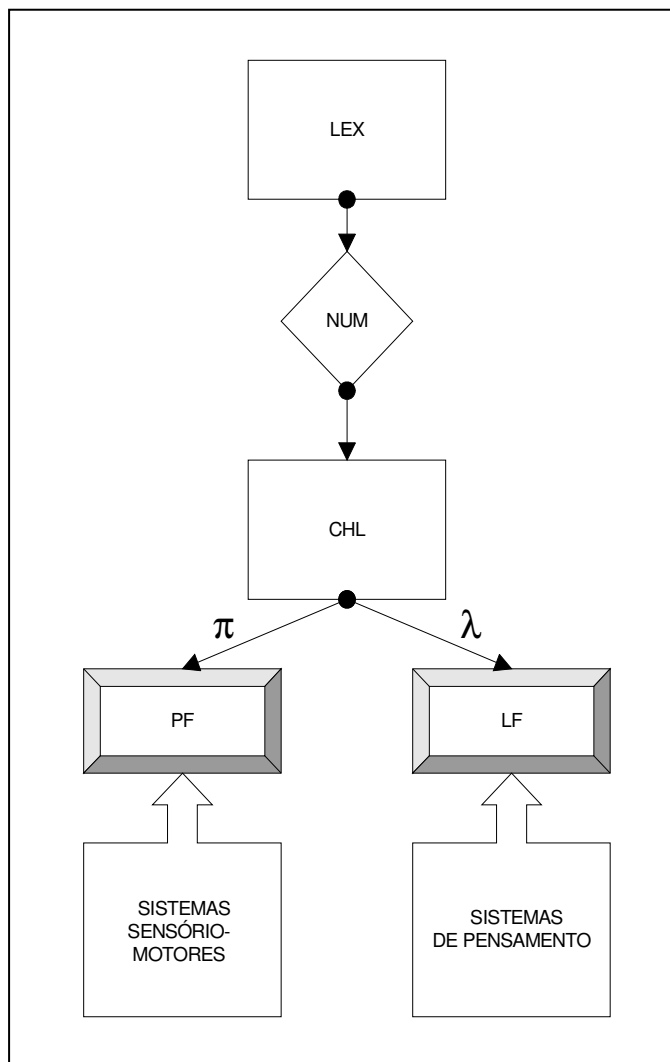 LEX
NUM
CHL
π
λ
PF
LF
SISTEMAS
SENSÓRIO-
MOTORES
SISTEMAS
DE PENSAMENTO